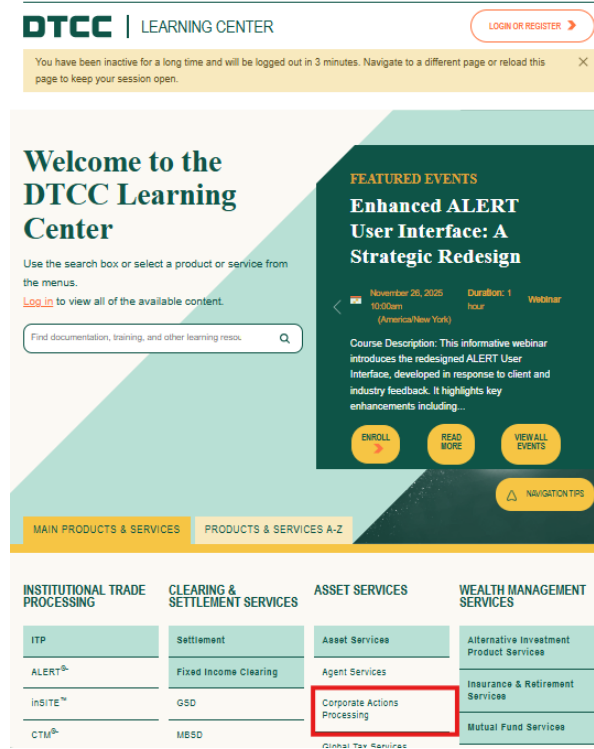 DTCC | LEARNING CENTER
LOGIN OR REGISTER
You have been inactive for a long time and will be logged out in 3 minutes. Navigate to a different page or reload this
page to keep your session open.
Welcome to the
DTCC Learning
Center
Use the search box or select a product or service from
the menus.
Log in to view all of the available content.
Find documentation, training, and other learning resou
FEATURED EVENTS
Enhanced ALERT
User Interface: A
Strategic Redesign
November 26, 2025
10:00am
(America/New York)
Duration: 1
hour
Webinar
Course Description: This informative webinar
introduces the redesigned ALERT User
Interface, developed in response to client and
industry feedback. It highlights key
enhancements including...
ENROLL
READ
MORE
VIEW ALL
EVENTS
NAVIGATION TIPS
MAIN PRODUCTS & SERVICES
PRODUCTS & SERVICES A-Z
INSTITUTIONAL TRADE
PROCESSING
ITP
ALERT®
inSITE™
CTM®
CLEARING &
SETTLEMENT SERVICES
Settlement
Fixed Income Clearing
GSD
MBSD
ASSET SERVICES
Asset Services
Agent Services
Corporate Actions
Processing
Global Tax Services
WEALTH MANAGEMENT
SERVICES
Alternative Investment
Product Services
Insurance & Retirement
Services
Mutual Fund Services